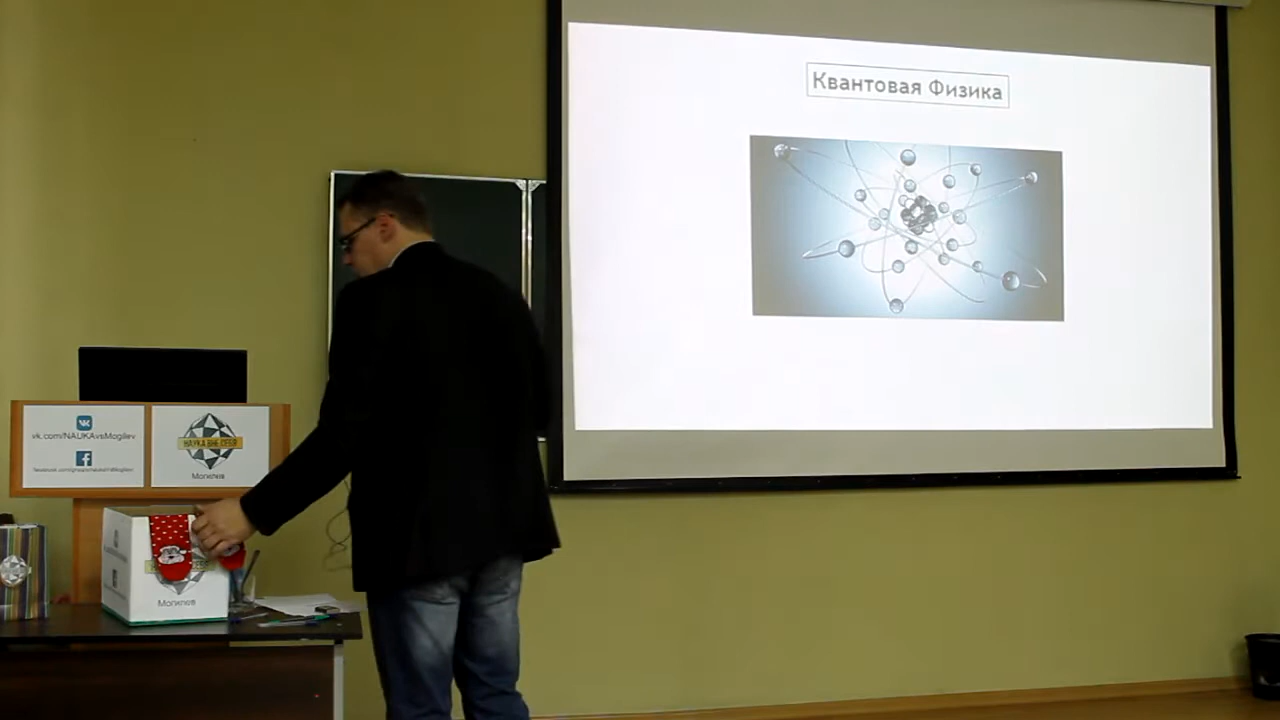 Квантовая Физика
vk.com/NAUKAvsMogilev
НАУКА ВНЕ СЕБЯ
Могилев
Могилев